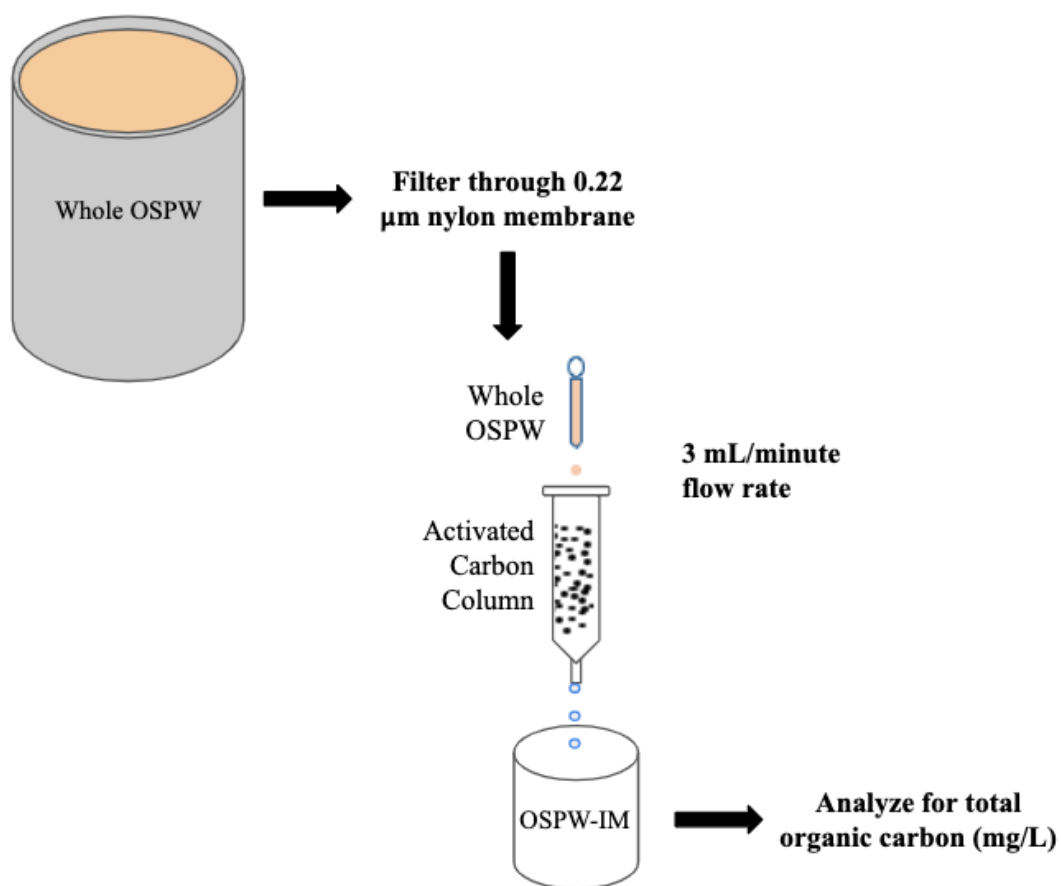 Whole OSPW
Filter through 0.22
μm nylon membrane
Whole
OSPW
3 mL/minute
flow rate
Activated
Carbon
Column
OSPW-IM
Analyze for total
organic carbon (mg/L)